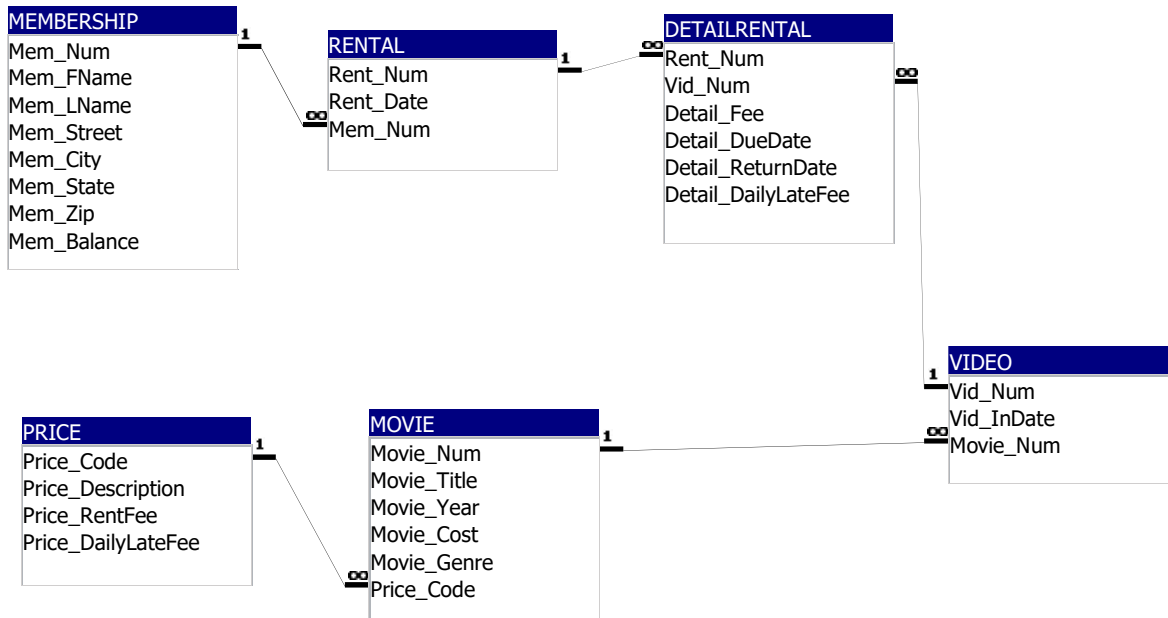 MEMBERSHIP
Mem_Num
Mem_FName
Mem_LName
Mem_Street
Mem_City
Mem_State
Mem_Zip
Mem_Balance
1
∞
RENTAL
Rent_Num
Rent_Date
Mem_Num
1
∞
DETAILRENTAL
Rent_Num
Vid_Num
Detail_Fee
Detail_DueDate
Detail_ReturnDate
Detail_DailyLateFee
∞
1
∞
VIDEO
Vid_Num
Vid_InDate
Movie_Num
PRICE
Price_Code
Price_Description
Price_RentFee
Price_DailyLateFee
1
∞
MOVIE
Movie_Num
Movie_Title
Movie_Year
Movie_Cost
Movie_Genre
Price_Code
1